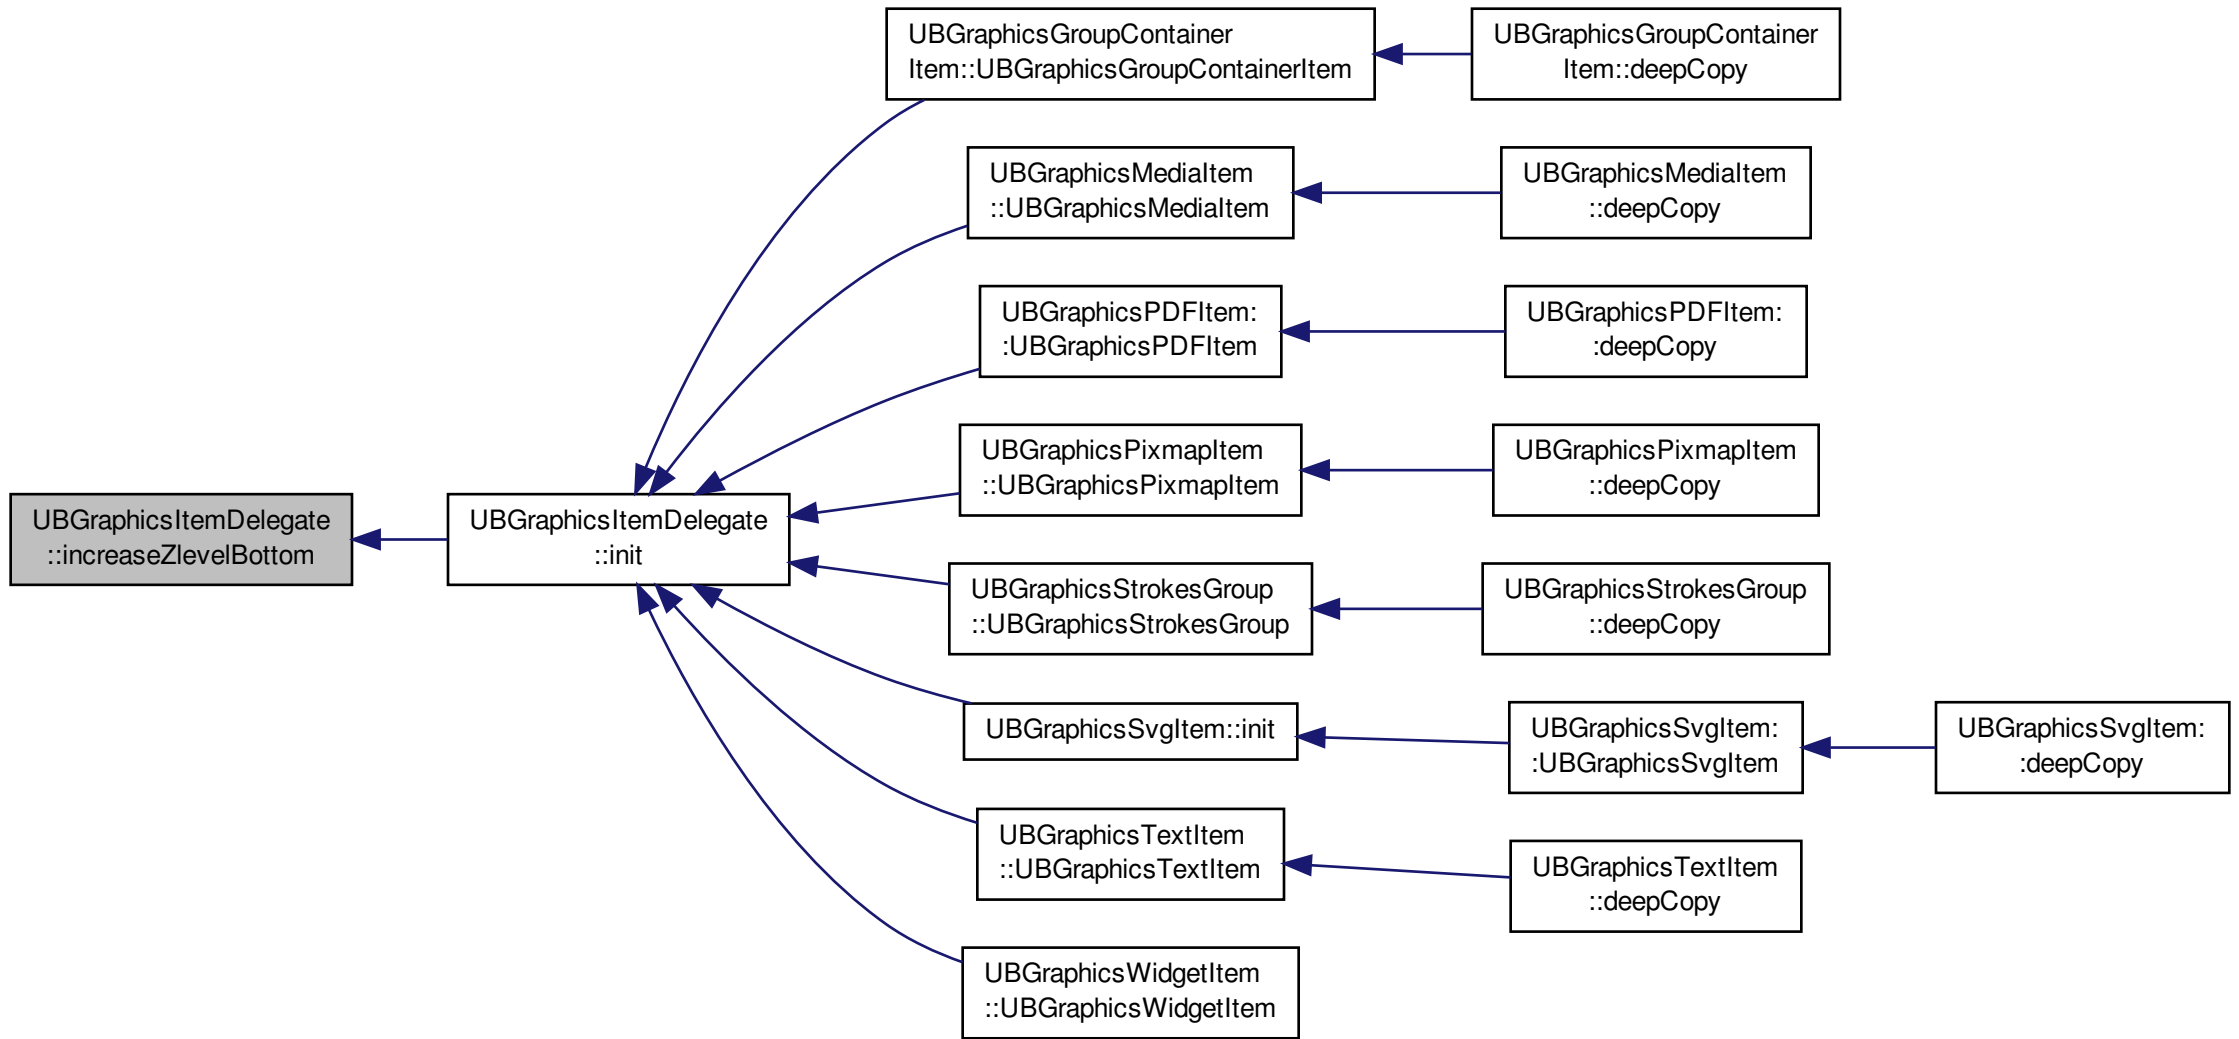 UBGraphicsGroupContainer
Item::UBGraphicsGroupContainerItem
UBGraphicsGroupContainer
Item::deepCopy
UBGraphicsMediaItem
::UBGraphicsMediaItem
UBGraphicsMediaItem
::deepCopy
UBGraphicsPDFItem:
:UBGraphicsPDFItem
UBGraphicsPDFItem:
:deepCopy
UBGraphicsPixmapItem
::UBGraphicsPixmapItem
UBGraphicsPixmapItem
::deepCopy
UBGraphicsItemDelegate
::increaseZlevelBottom
UBGraphicsItemDelegate
::init
UBGraphicsStrokesGroup
::UBGraphicsStrokesGroup
UBGraphicsStrokesGroup
::deepCopy
UBGraphicsSvgItem::init
UBGraphicsSvgItem:
:UBGraphicsSvgItem
UBGraphicsSvgItem:
:deepCopy
UBGraphicsTextItem
::UBGraphicsTextItem
UBGraphicsTextItem
::deepCopy
UBGraphicsWidgetItem
::UBGraphicsWidgetItem